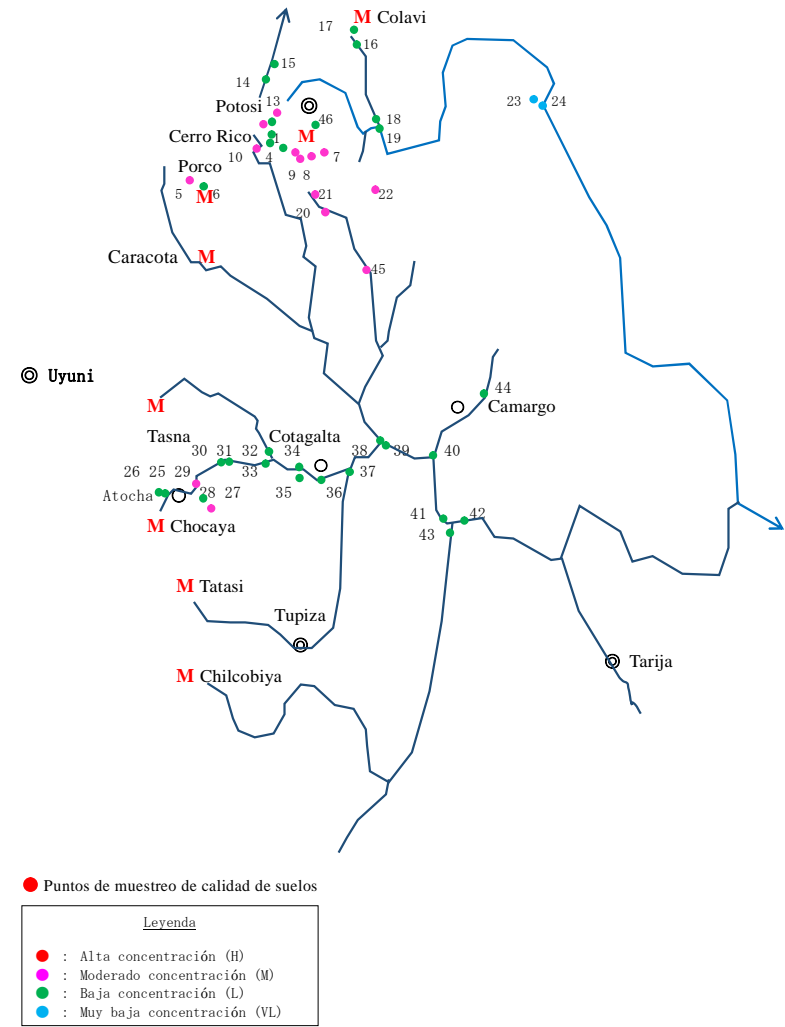 17
M Colavi
16
15
14
13
Potosi
46
18
23
24
Cerro Rico
1
M
19
10
4
7
9
8
Porco
5
M
6
21
22
20
Caracota
M
45
Uyuni
44
M
Camargo
Tasna
Cotagalta
30
31
32
34
38
39
40
26
25
29
33
37
Atocha
28
27
35
36
M Chocaya
41
42
43
M Tatasi
Tupiza
Tarija
M Chilcobiya
Puntos de muestreo de calidad de suelos
Leyenda
: Alta concentración (H)
: Moderado concentración (M)
: Baja concentración (L)
: Muy baja concentración (VL)